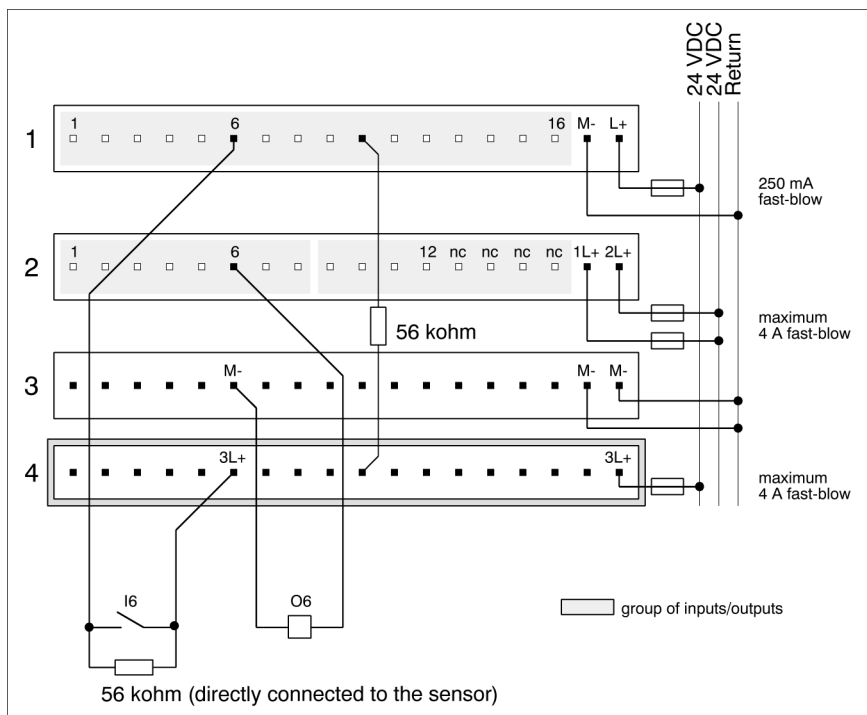 24 VDC
24 VDC
Return
1
1
6
16
M-
L+
250 mA
fast-blow
2
1
6
12
nc
nc
nc
nc
1L+
2L+
56 kohm
maximum
4 A fast-blow
3
M-
M-
M-
4
3L+
3L+
maximum
4 A fast-blow
I6
O6
group of inputs/outputs
56 kohm (directly connected to the sensor)